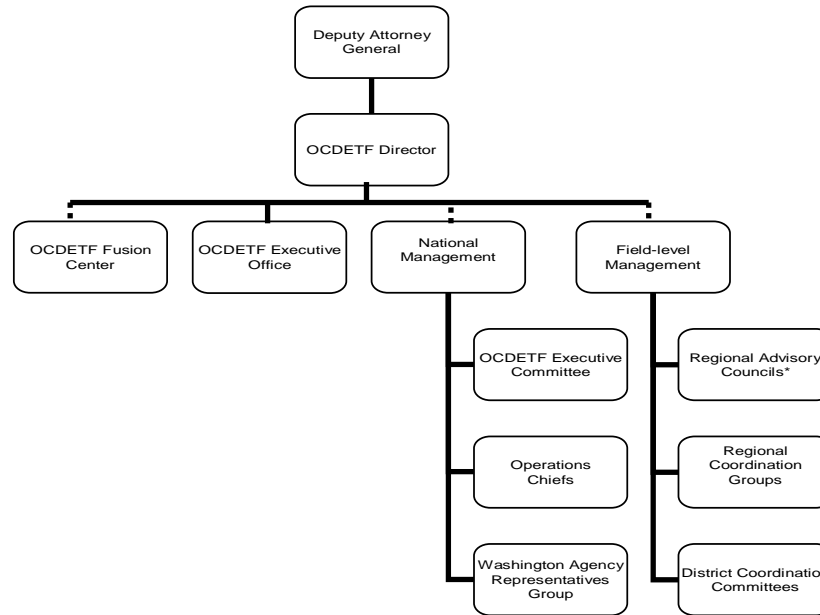 Deputy Attorney
General
OCDETF Director
OCDETF Fusion
Center
OCDETF Executive
Office
National
Management
Field-level
Management
OCDETF Executive
Committee
Regional Advisory
Councils*
Operations
Chiefs
Regional
Coordination
Groups
Washington Agency
Representatives
Group
District Coordination
Committees